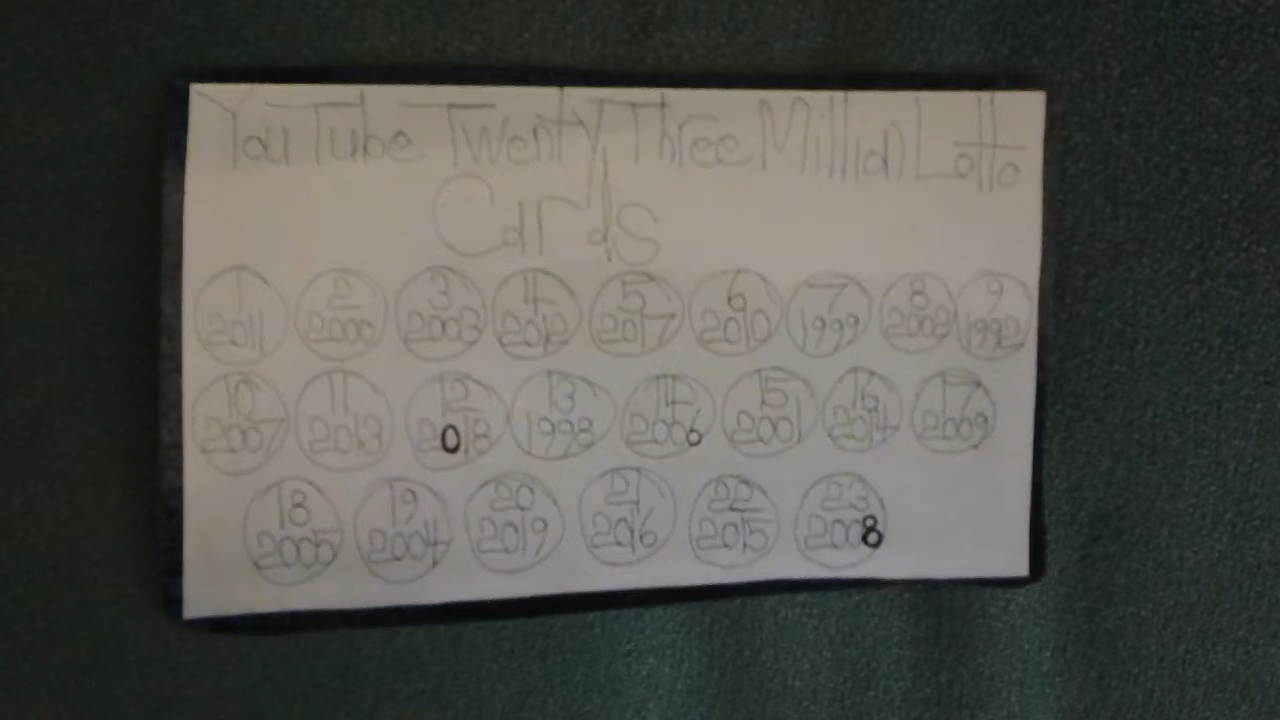 YouTube Twenty Three Million Lotto
Cards
1 2 3 4 5 6 7 8 9
2011 2000 2003 2012 2017 2010 1999 2002 1992
10 11 12 13 14 15 16 17
2007 2013 2018 1998 2006 2001 2014 2009
18 19 20 21 22 23
2005 2004 2019 2016 2015 2008